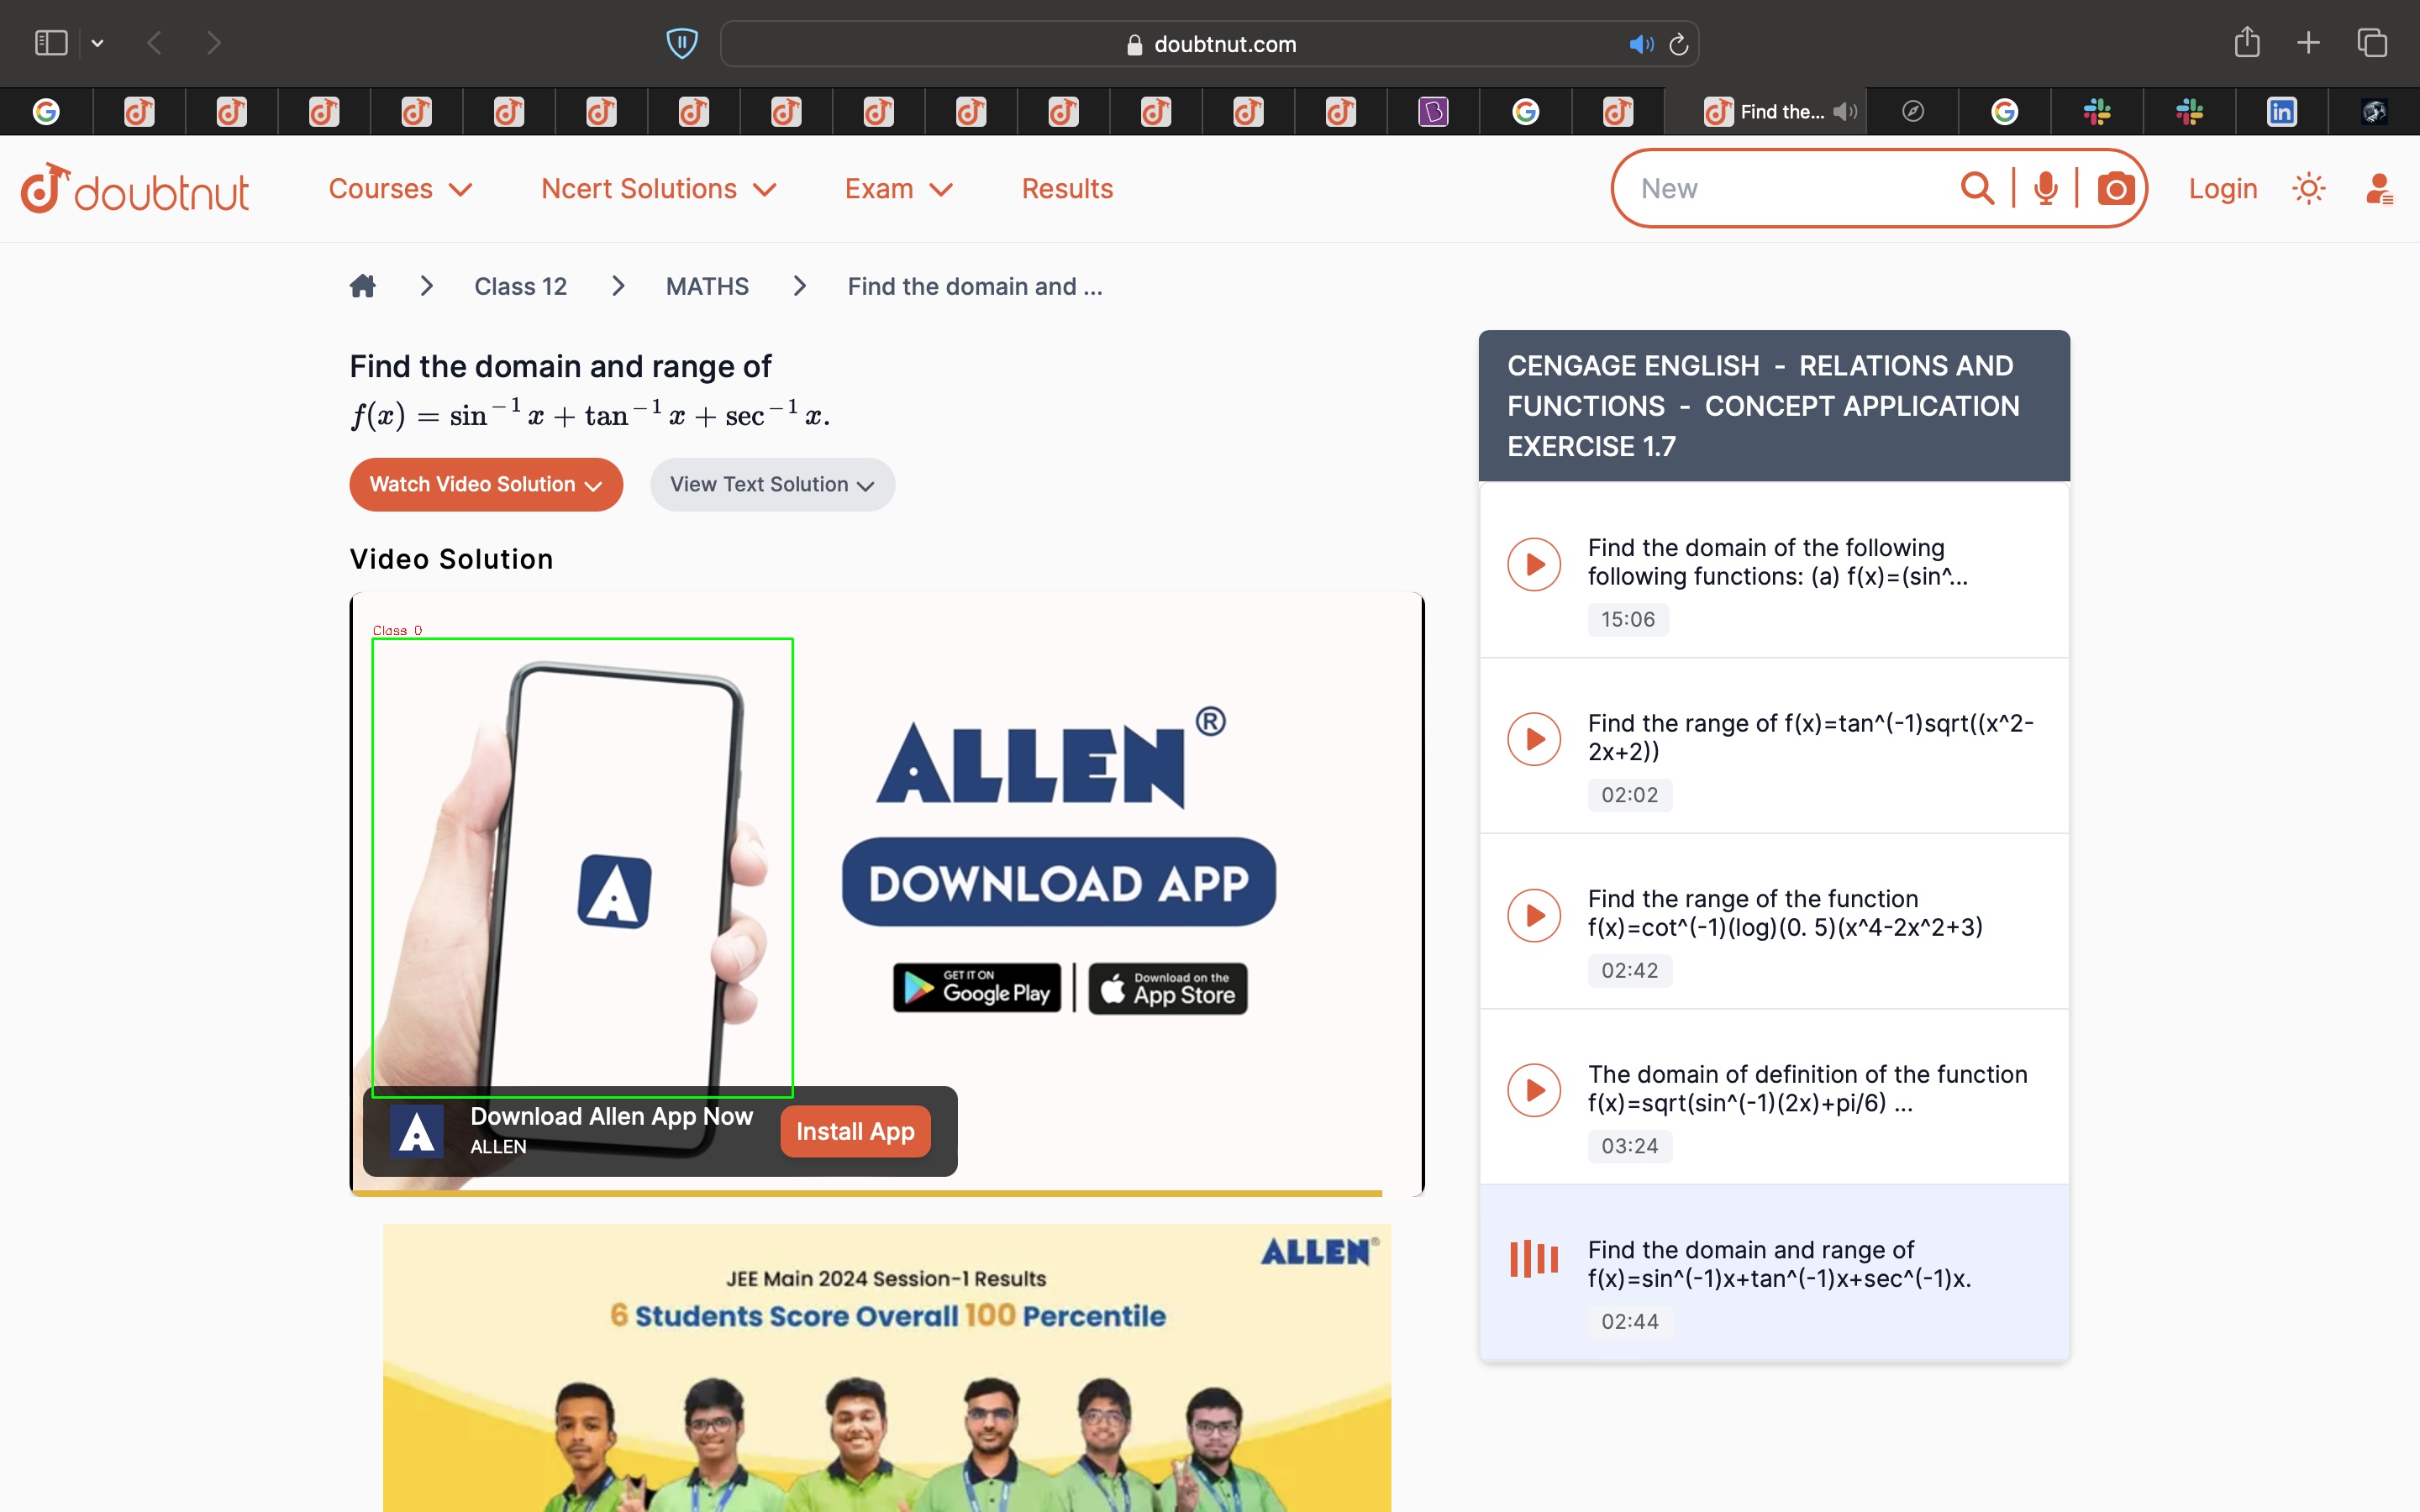 doubtnut.com
Find the...
doubtnut
Courses
Ncert Solutions
Exam
Results
New
Login
Class 12
MATHS
Find the domain and ...
Find the domain and range of
f(x) = sin⁻¹ x + tan⁻¹ x + sec⁻¹ x.
Watch Video Solution
View Text Solution
Video Solution
Class 0
ALLEN®
DOWNLOAD APP
GET IT ON
Google Play
Download on the
App Store
Download Allen App Now
ALLEN
Install App
ALLEN®
JEE Main 2024 Session-1 Results
6 Students Score Overall 100 Percentile
CENGAGE ENGLISH - RELATIONS AND
FUNCTIONS - CONCEPT APPLICATION
EXERCISE 1.7
Find the domain of the following
following functions: (a) f(x)=(sin^...
15:06
Find the range of f(x)=tan^(-1)sqrt((x^2-
2x+2))
02:02
Find the range of the function
f(x)=cot^(-1)(log)(0. 5)(x^4-2x^2+3)
02:42
The domain of definition of the function
f(x)=sqrt(sin^(-1)(2x)+pi/6) ...
03:24
Find the domain and range of
f(x)=sin^(-1)x+tan^(-1)x+sec^(-1)x.
02:44